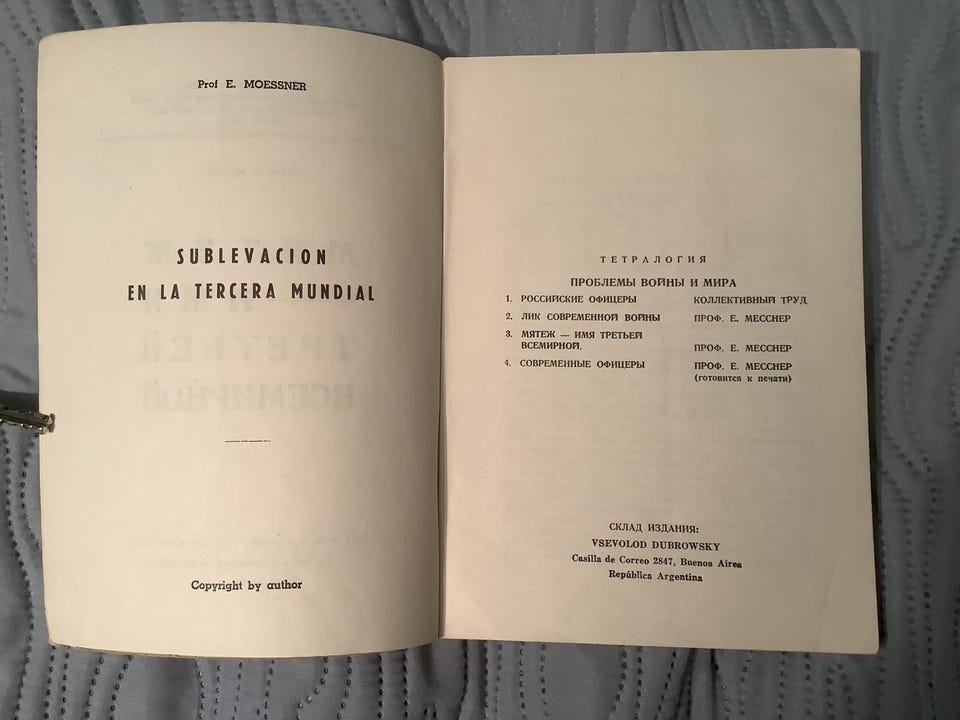 Prof E. MOESSNER
SUBLEVACION
EN LA TERCERA MUNDIAL
Copyright by author
ТЕТРАЛОГИЯ
ПРОБЛЕМЫ ВОЙНЫ И МИРА
1. РОССИЙСКИЕ ОФИЦЕРЫ КОЛЛЕКТИВНЫЙ ТРУД
2. ЛИК СОВРЕМЕННОЙ ВОЙНЫ ПРОФ. Е. МЕССНЕР
3. МЯТЕЖ — ИМЯ ТРЕТЬЕЙ
ВСЕМИРНОЙ. ПРОФ. Е. МЕССНЕР
4. СОВРЕМЕННЫЕ ОФИЦЕРЫ ПРОФ. Е. МЕССНЕР
(готовится к печати)
СКЛАД ИЗДАНИЯ:
VSEVOLOD DUBROWSKY
Casilla de Correo 2847, Buenos Aires
República Argentina